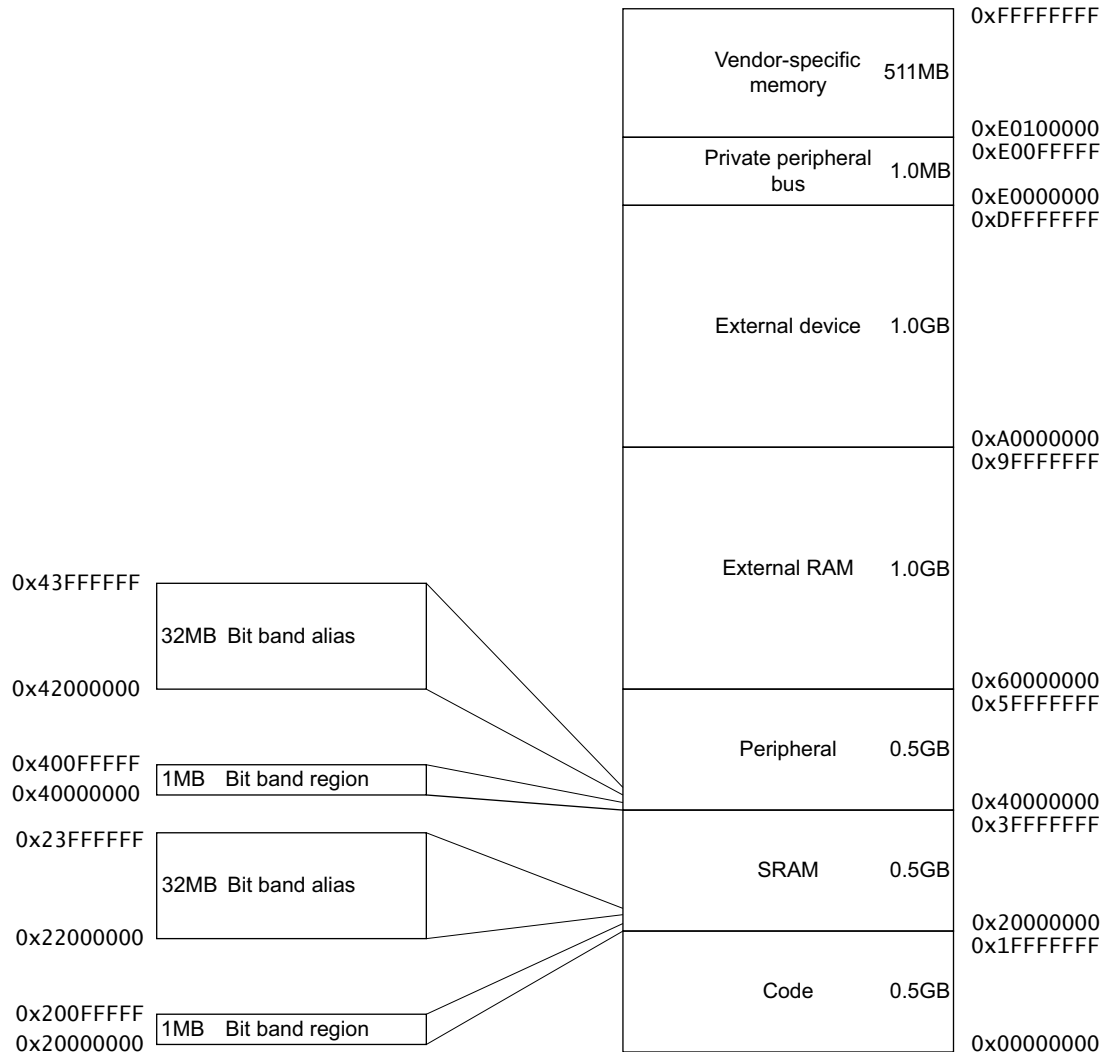 0xFFFFFFFF
Vendor-specific
memory
511MB
0xE0100000
0xE00FFFFF
Private peripheral
bus
1.0MB
0xE0000000
0xDFFFFFFF
External device 1.0GB
0xA0000000
0x9FFFFFFF
External RAM 1.0GB
0x60000000
0x5FFFFFFF
Peripheral 0.5GB
0x40000000
0x3FFFFFFF
SRAM 0.5GB
0x20000000
0x1FFFFFFF
Code 0.5GB
0x00000000
0x43FFFFFF
32MB Bit band alias
0x42000000
0x400FFFFF
1MB Bit band region
0x40000000
0x23FFFFFF
32MB Bit band alias
0x22000000
0x200FFFFF
1MB Bit band region
0x20000000